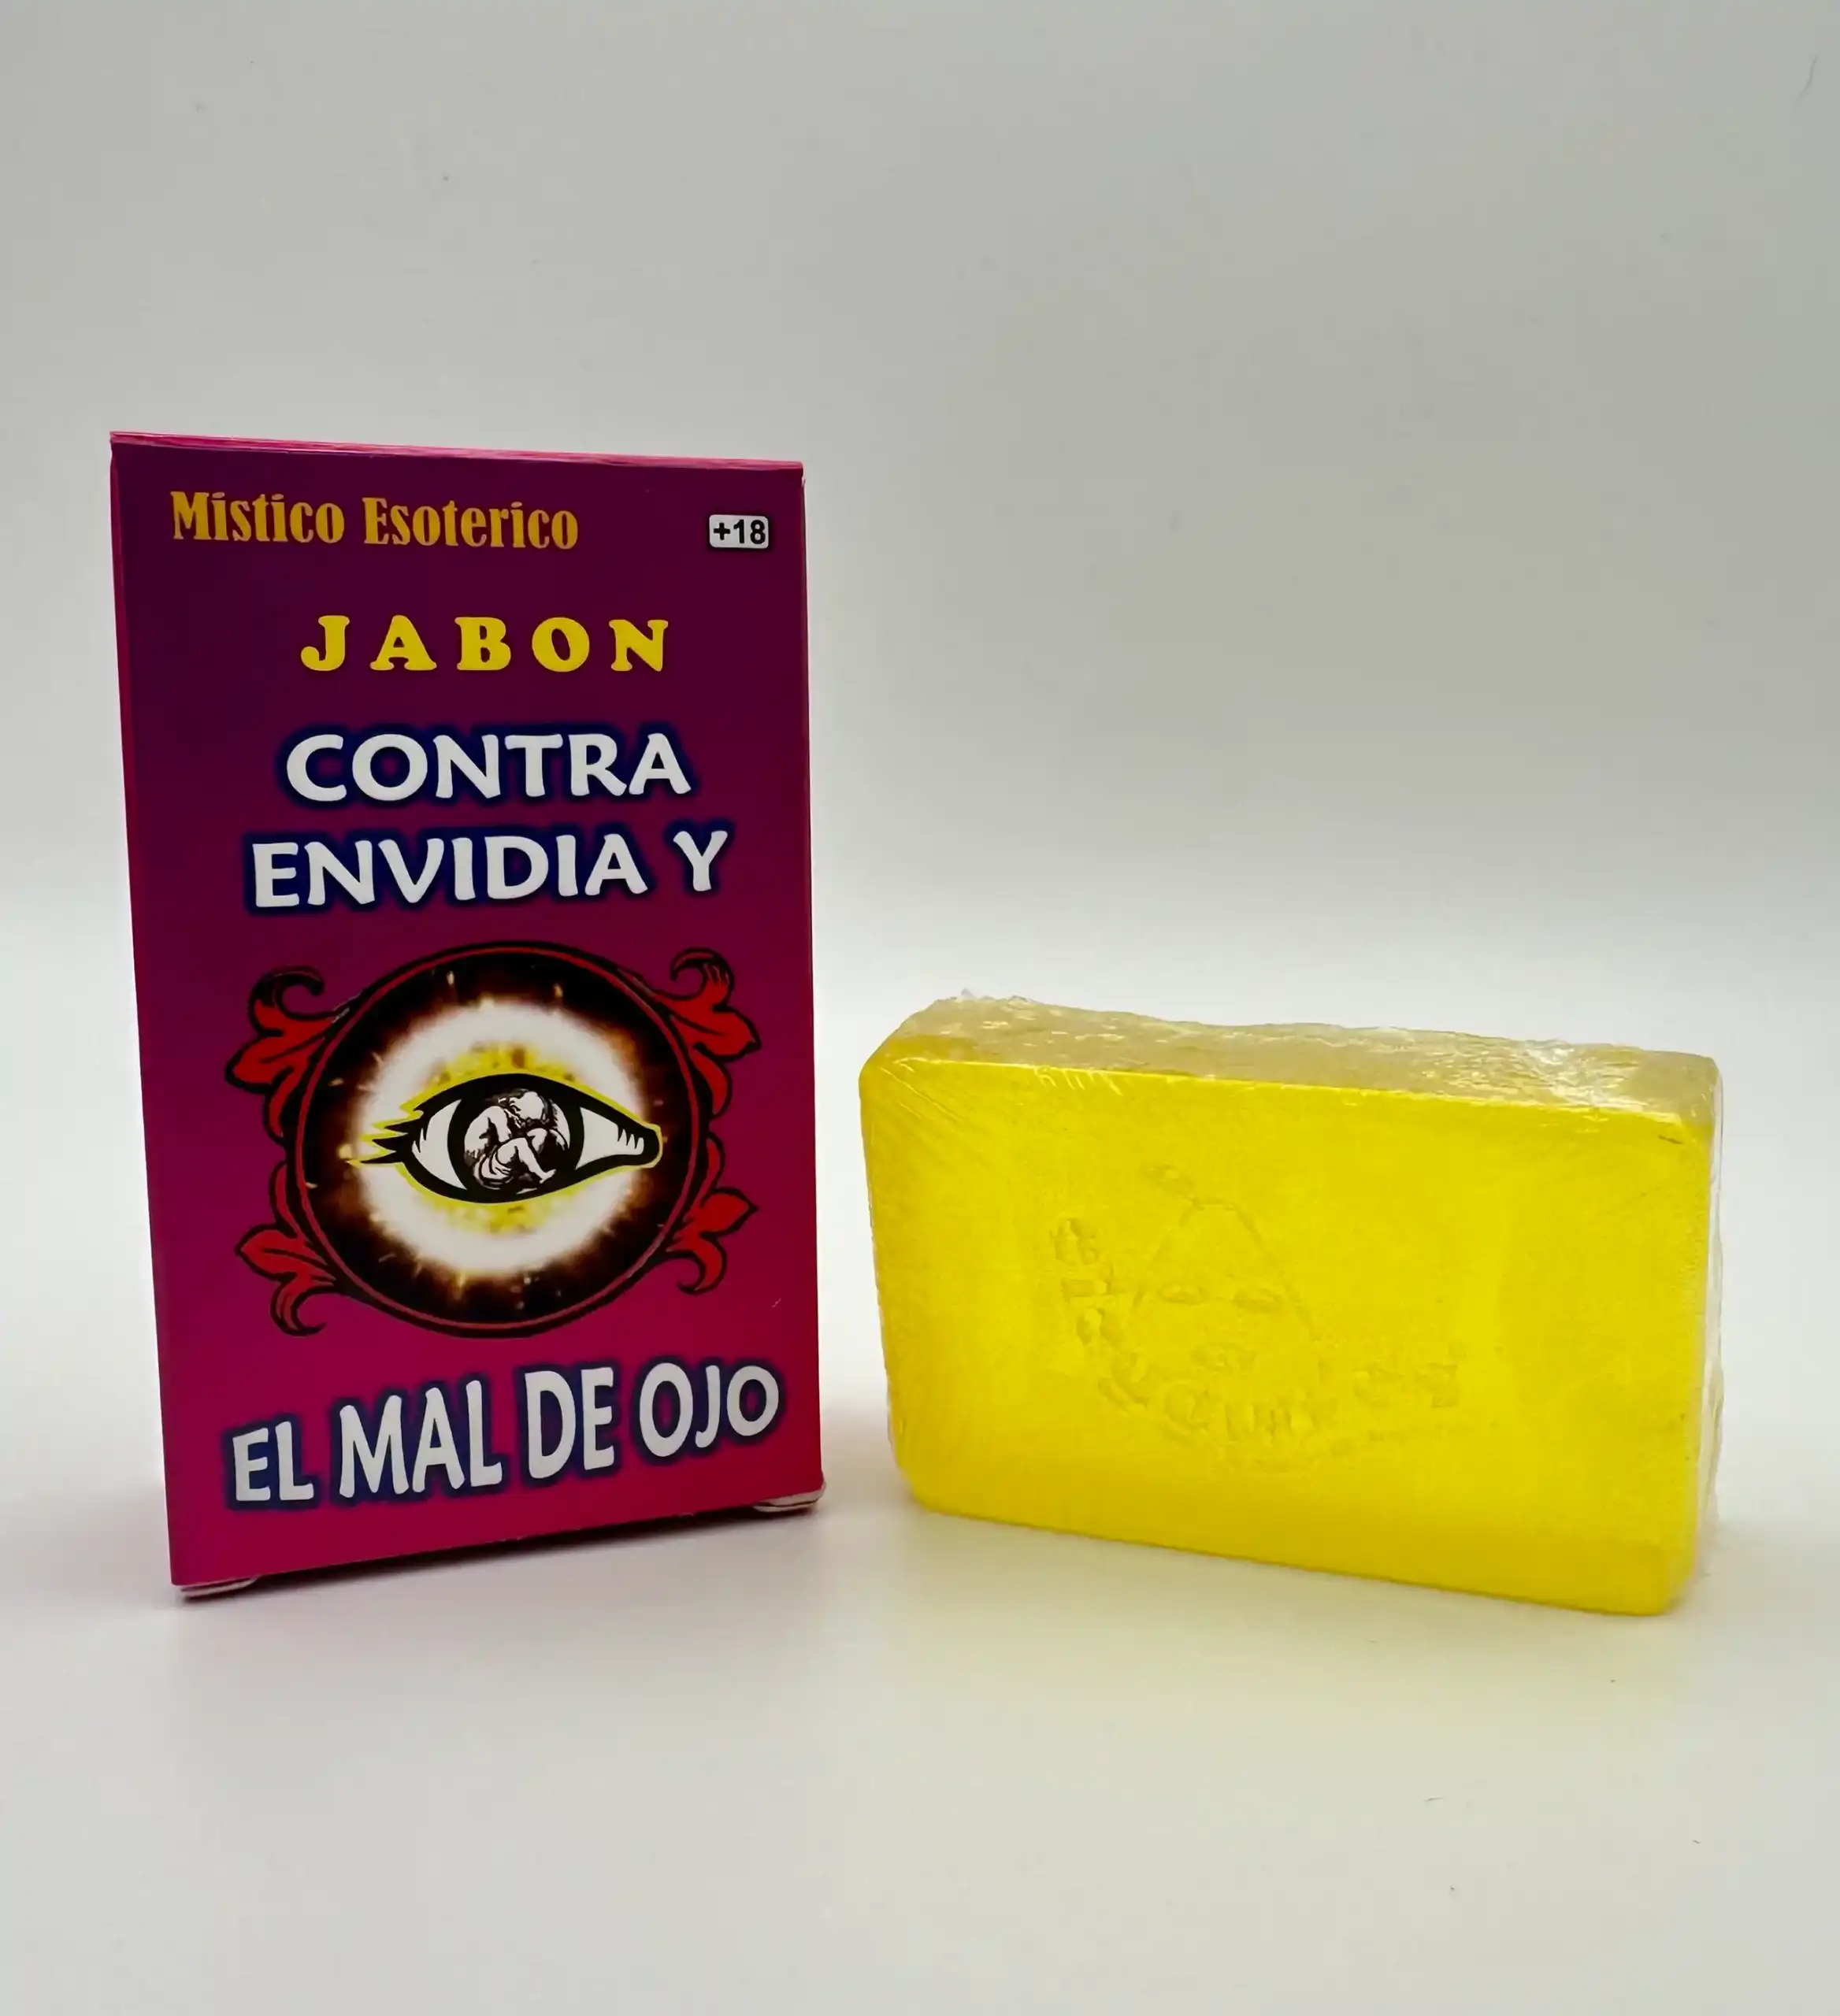 Mistico Esoterico
+18
JABON
CONTRA
ENVIDIA Y
EL MAL DE OJO